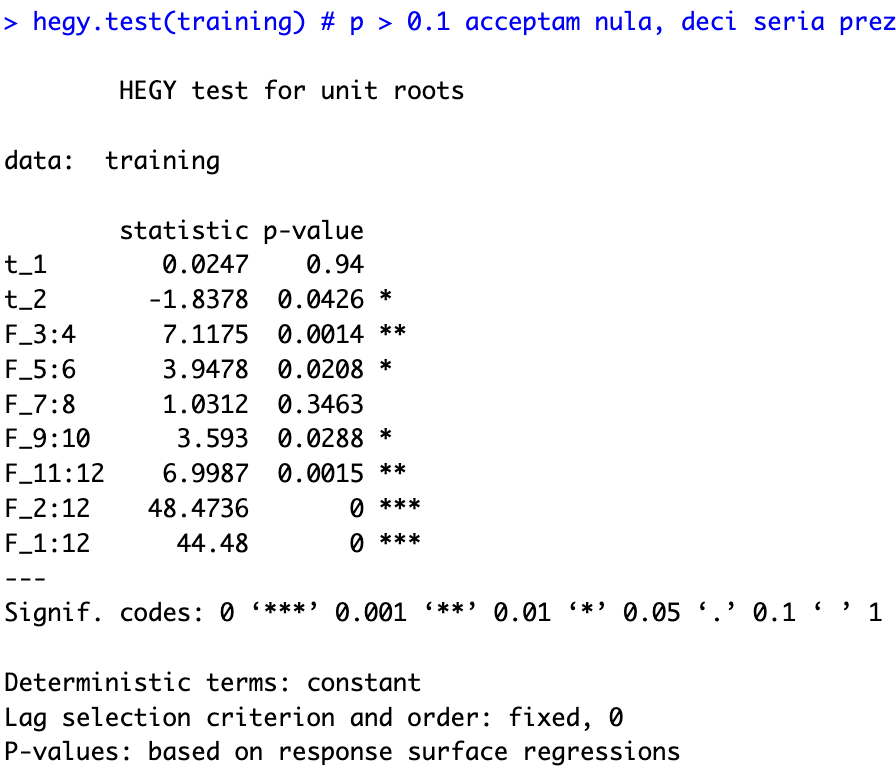 > hegy.test(training) # p > 0.1 acceptam nula, deci seria prez

        HEGY test for unit roots

data:  training

        statistic p-value
t_1        0.0247    0.94
t_2       -1.8378  0.0426 *
F_3:4      7.1175  0.0014 **
F_5:6      3.9478  0.0208 *
F_7:8      1.0312  0.3463
F_9:10      3.593  0.0288 *
F_11:12    6.9987  0.0015 **
F_2:12    48.4736       0 ***
F_1:12      44.48       0 ***
---
Signif. codes: 0 ‘***’ 0.001 ‘**’ 0.01 ‘*’ 0.05 ‘.’ 0.1 ‘ ’ 1

Deterministic terms: constant
Lag selection criterion and order: fixed, 0
P-values: based on response surface regressions